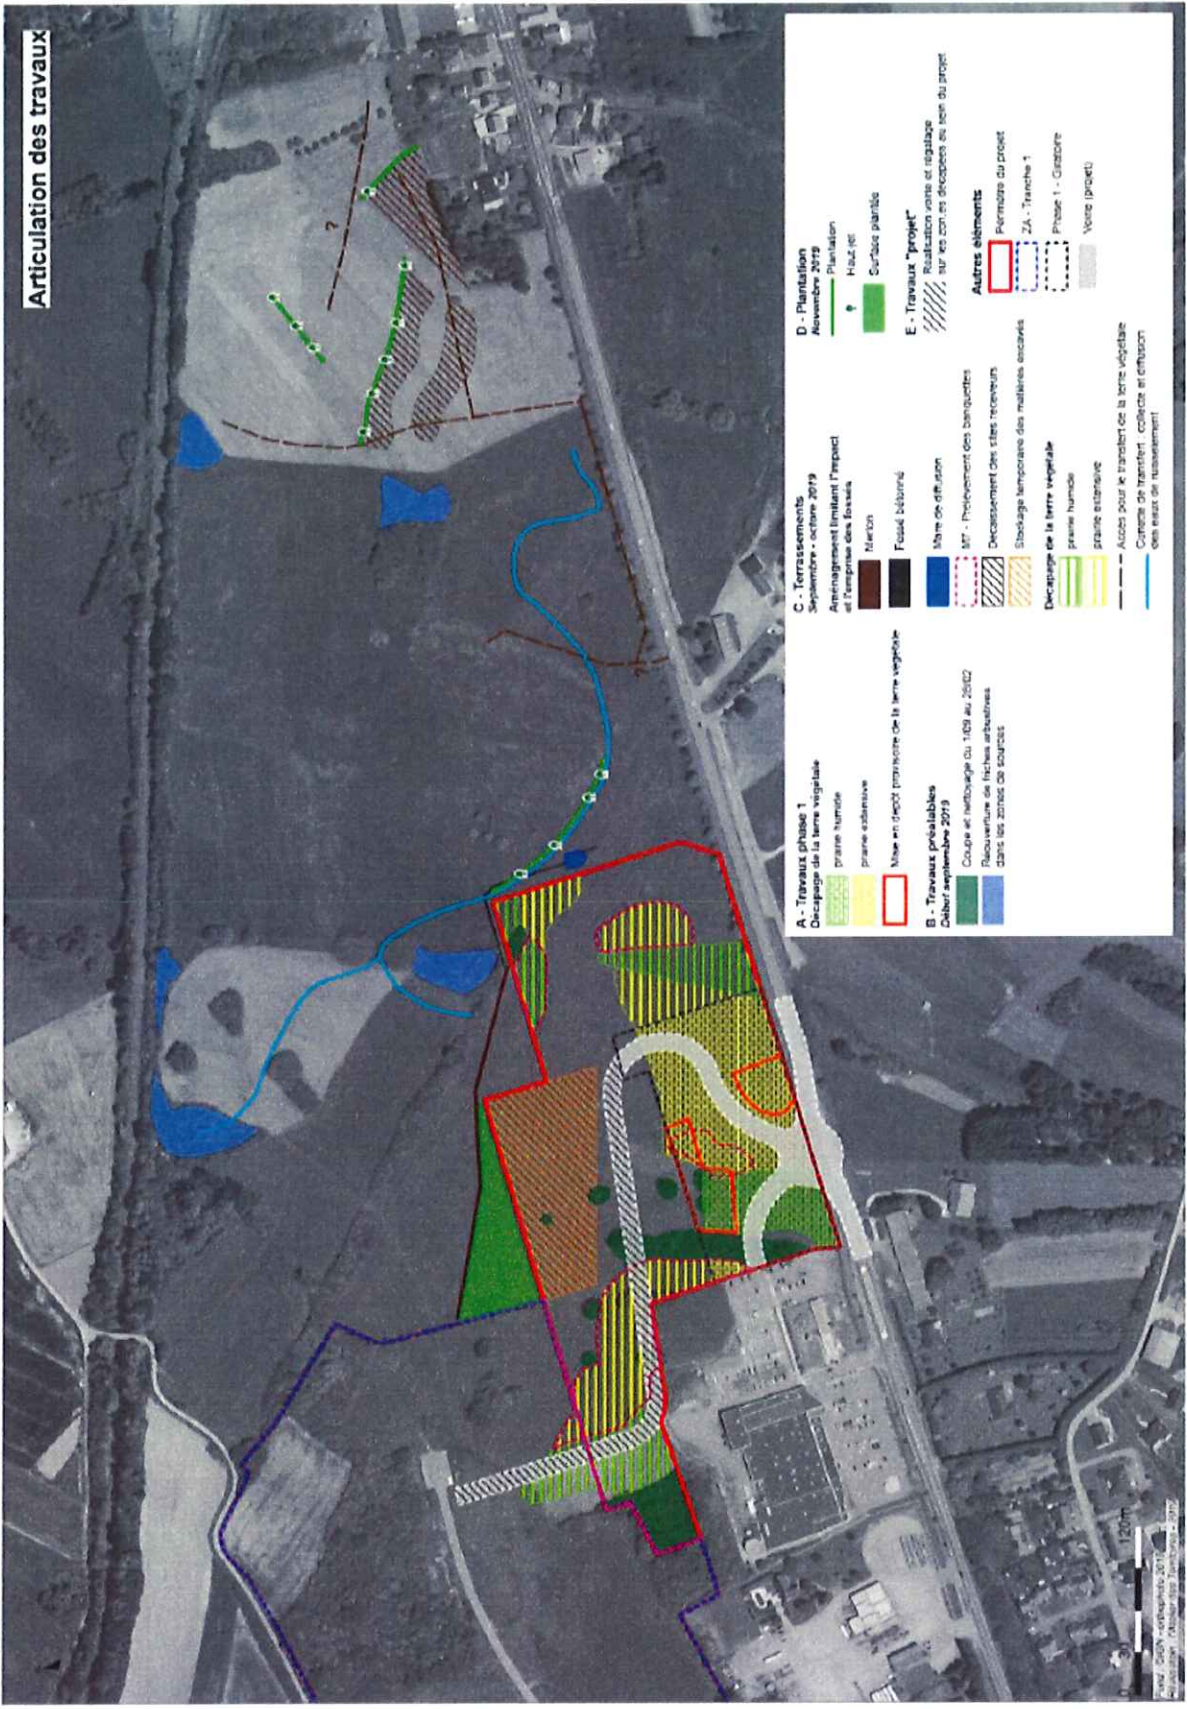 Articulation des travaux
A - Travaux phase 1
Décapage de la terre végétale
prairie humide
prairie extensive
Mise en dépôt provisoire de la terre végétale
B - Travaux préalables
Début septembre 2019
Coupe et nettoyage du 1/09 au 28/02
Réouverture de friches arbustives
dans les zones de sources
C - Terrassements
Septembre - octore 2019
Aménagement limitant l'impact
et l'emprise des fossés
Merlon
Fossé bétonné
Mare de diffusion
M7 - Prélèvement des banquettes
Décaissement des sites receveurs
Stockage temporaire des matières excavés
Décapage de la terre végétale
prairie humide
prairie extensive
Accès pour le transfert de la terre végétale
Cunette de transfert : collecte et diffusion
des eaux de ruissellement
D - Plantation
Novembre 2019
Plantation
Haut-jet
Surface plantée
E - Travaux "projet"
Réalisation voirie et régalage
sur les zones décapées au sein du projet
Autres éléments
Périmètre du projet
ZA - Tranche 1
Phase 1 - Giratoire
Voirie (projet)
?
?
120m